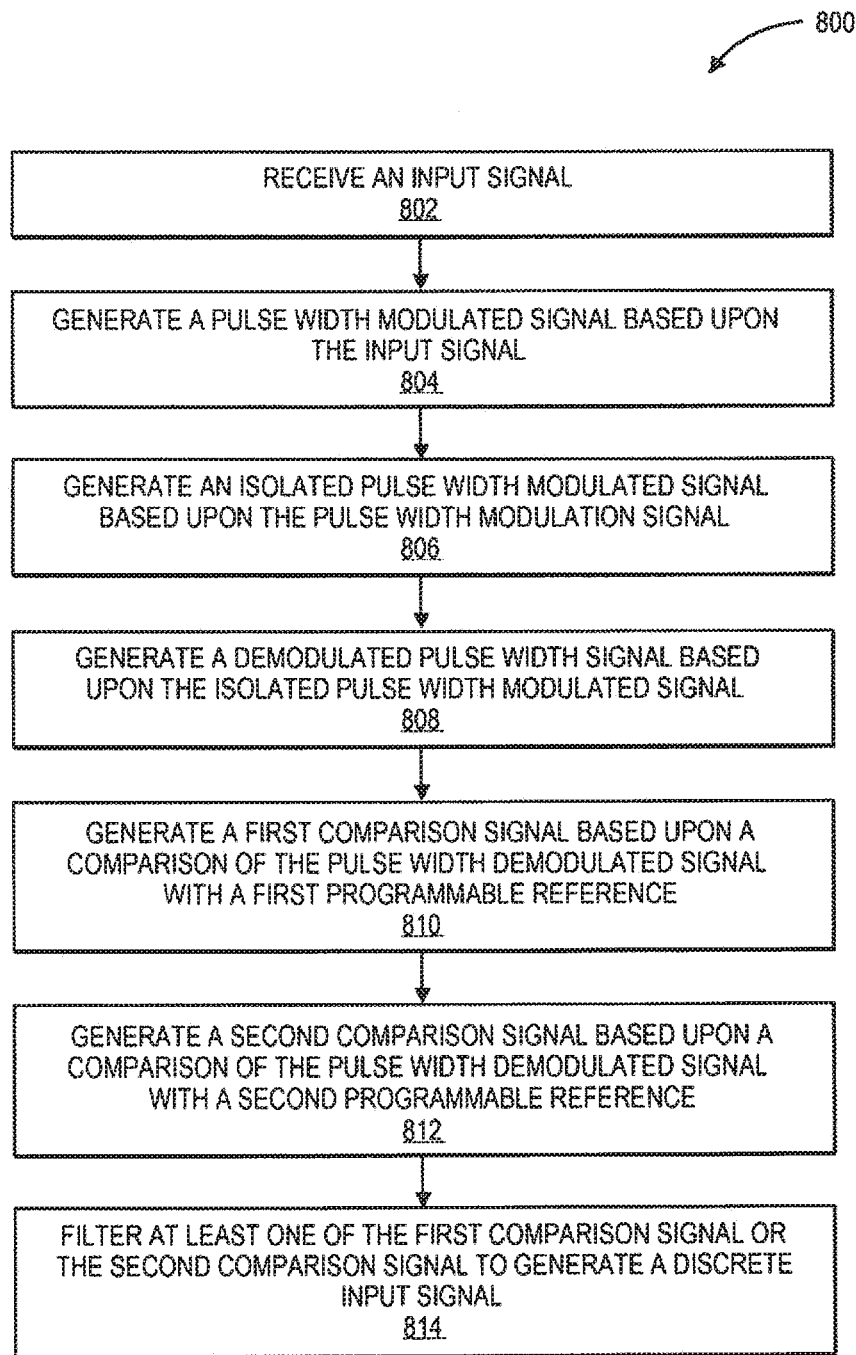 800
RECEIVE AN INPUT SIGNAL
802
GENERATE A PULSE WIDTH MODULATED SIGNAL BASED UPON
THE INPUT SIGNAL
804
GENERATE AN ISOLATED PULSE WIDTH MODULATED SIGNAL
BASED UPON THE PULSE WIDTH MODULATION SIGNAL
806
GENERATE A DEMODULATED PULSE WIDTH SIGNAL BASED
UPON THE ISOLATED PULSE WIDTH MODULATED SIGNAL
808
GENERATE A FIRST COMPARISON SIGNAL BASED UPON A
COMPARISON OF THE PULSE WIDTH DEMODULATED SIGNAL
WITH A FIRST PROGRAMMABLE REFERENCE
810
GENERATE A SECOND COMPARISON SIGNAL BASED UPON A
COMPARISON OF THE PULSE WIDTH DEMODULATED SIGNAL
WITH A SECOND PROGRAMMABLE REFERENCE
812
FILTER AT LEAST ONE OF THE FIRST COMPARISON SIGNAL OR
THE SECOND COMPARISON SIGNAL TO GENERATE A DISCRETE
INPUT SIGNAL
814